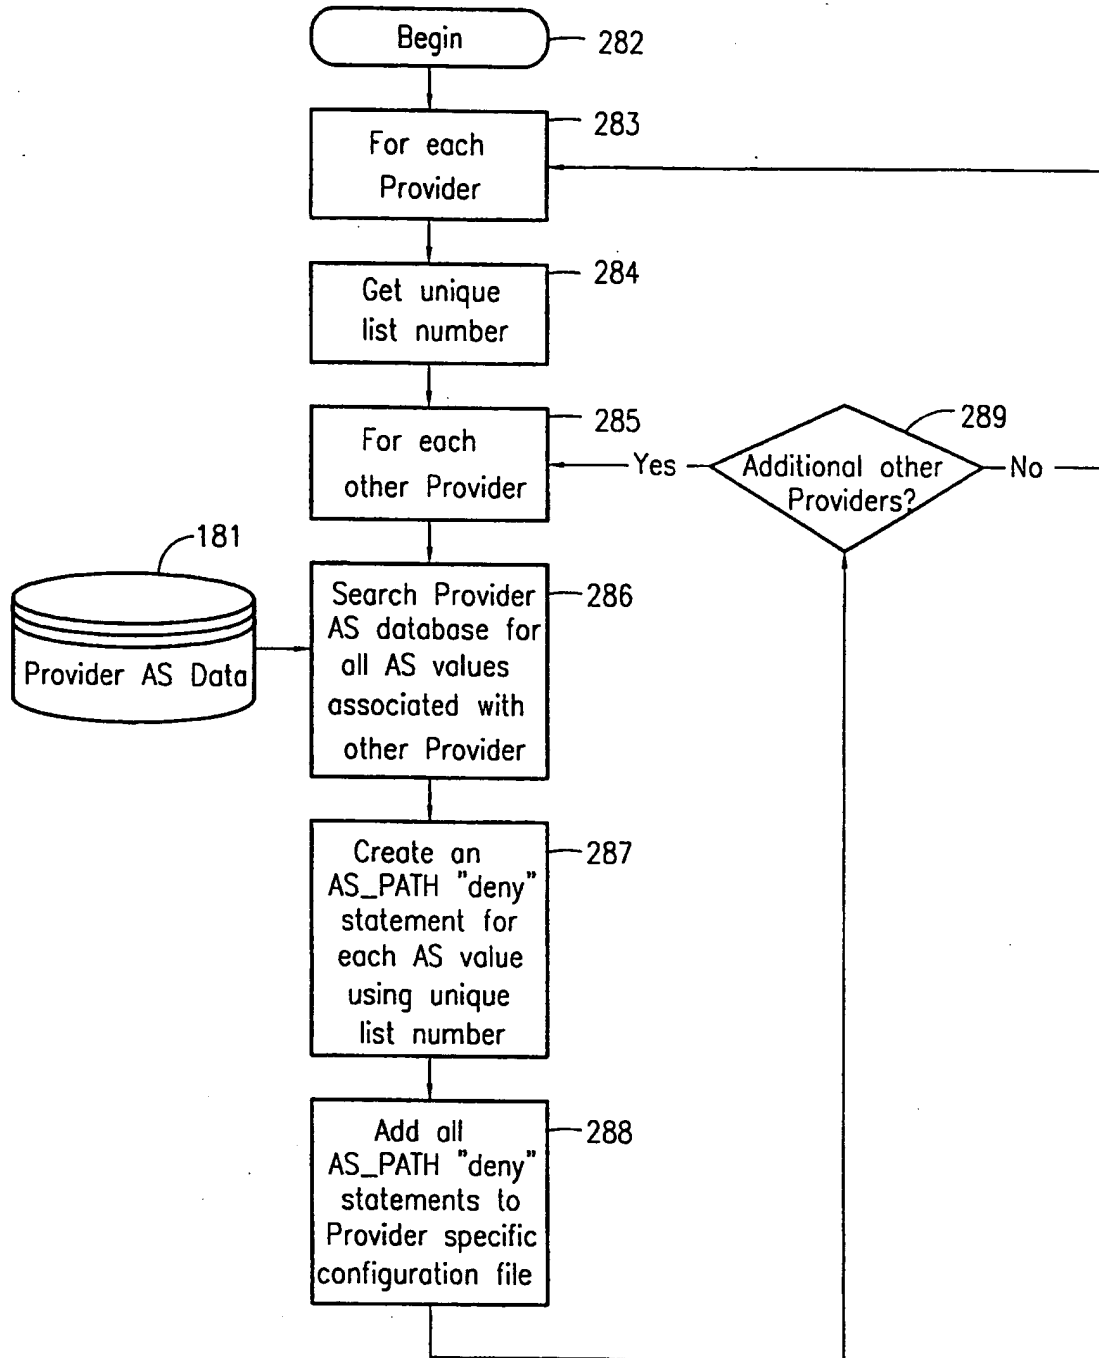 Begin
282
283
For each
Provider
284
Get unique
list number
285
For each
other Provider
Yes
289
Additional other
Providers?
No
181
Provider AS Data
286
Search Provider
AS database for
all AS values
associated with
other Provider
287
Create an
AS_PATH "deny"
statement for
each AS value
using unique
list number
288
Add all
AS_PATH "deny"
statements to
Provider specific
configuration file